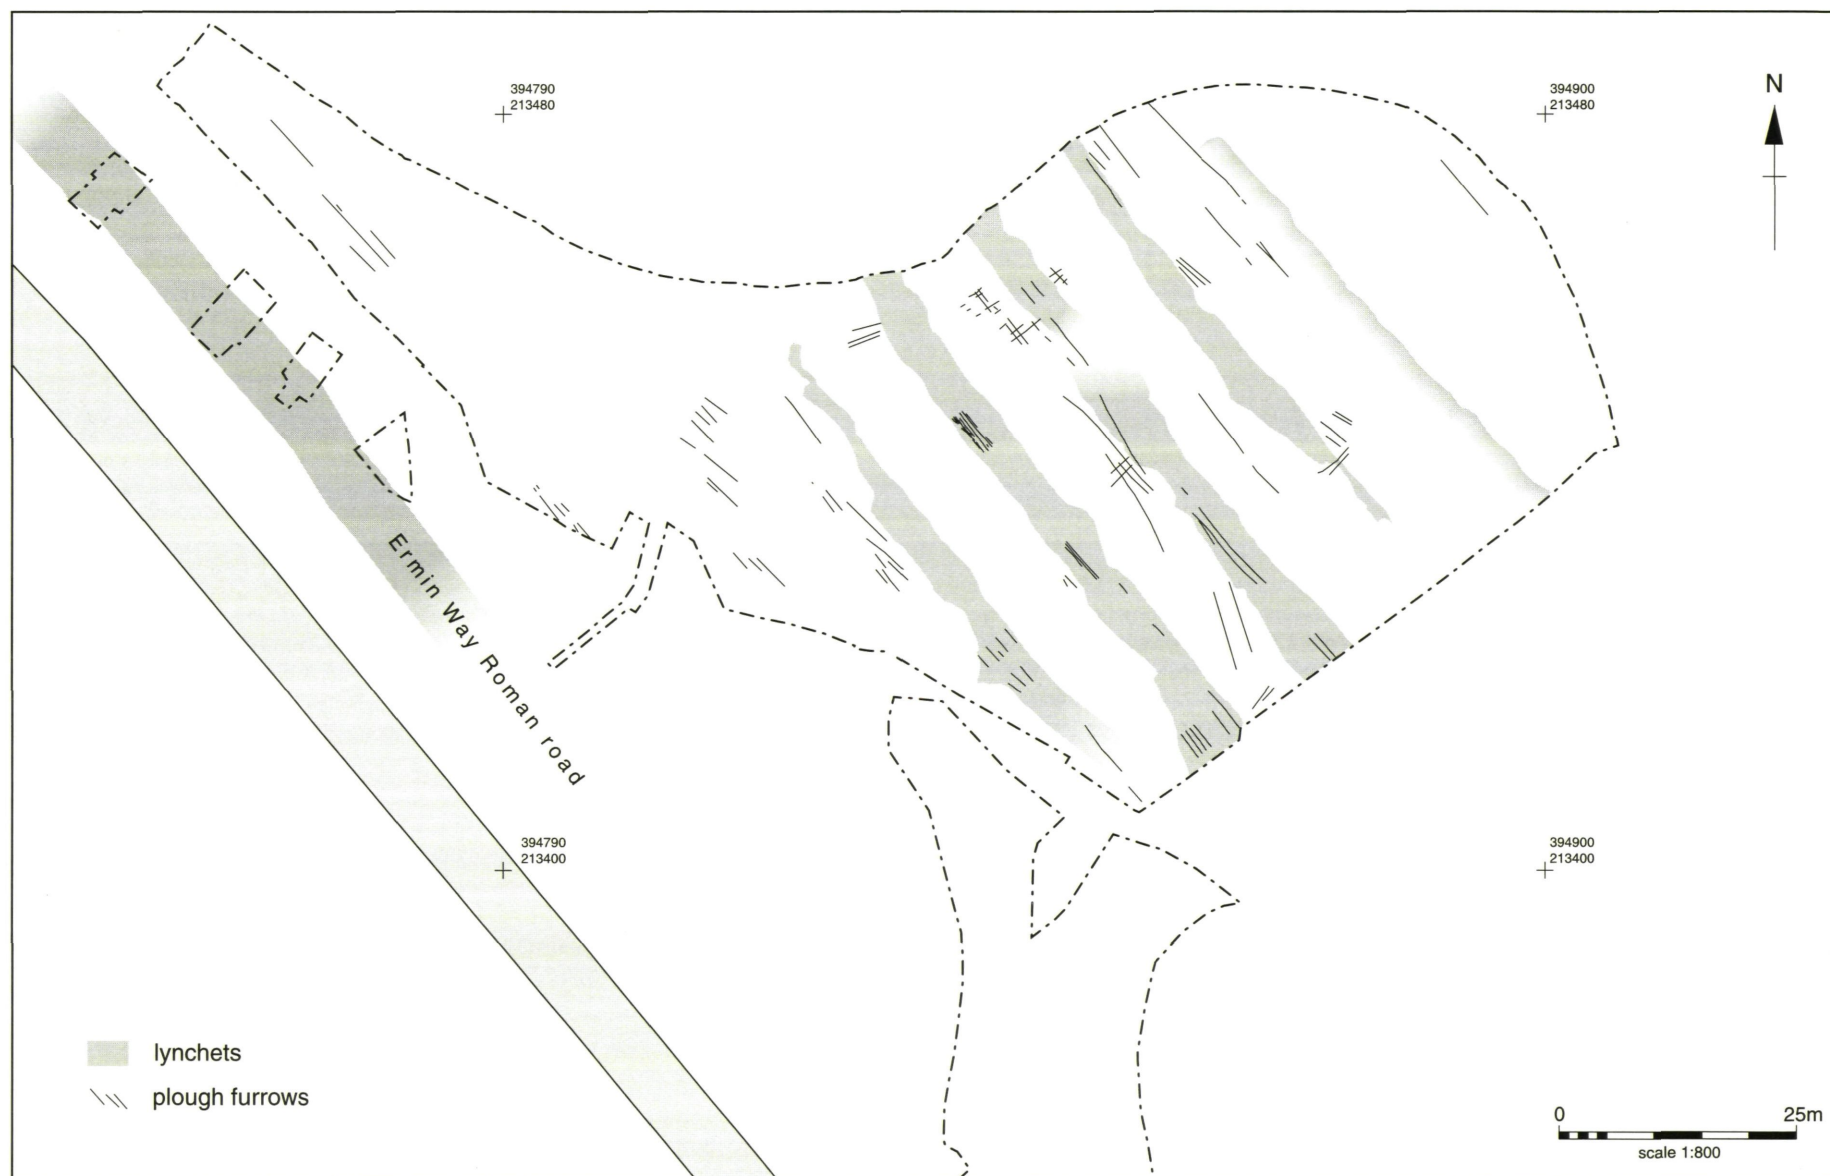 394790
213480
394900
213480
N
Ermin Way Roman road
394790
213400
394900
213400
lynchets
plough furrows
0 25m
scale 1:800